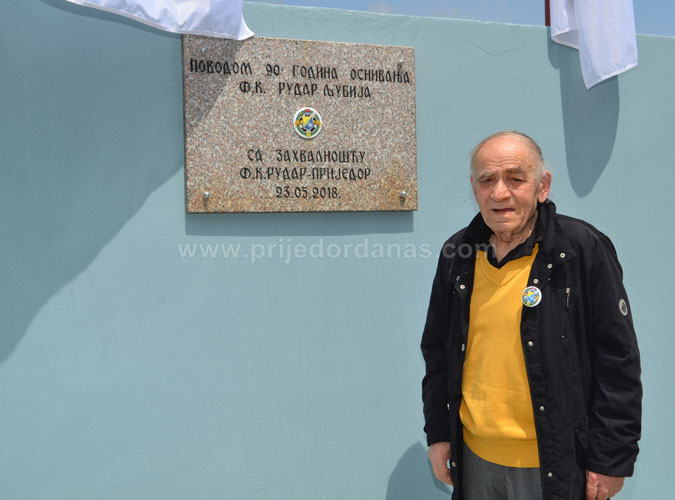 ПОВОДОМ 90 ГОДИНА ОСНИВАЊА
Ф.К. РУДАР ЉУБИЈА
СА ЗАХВАЛНОШЋУ
Ф.К.РУДАР-ПРИЈЕДОР
23.05.2018.
www.prijedordanas.com